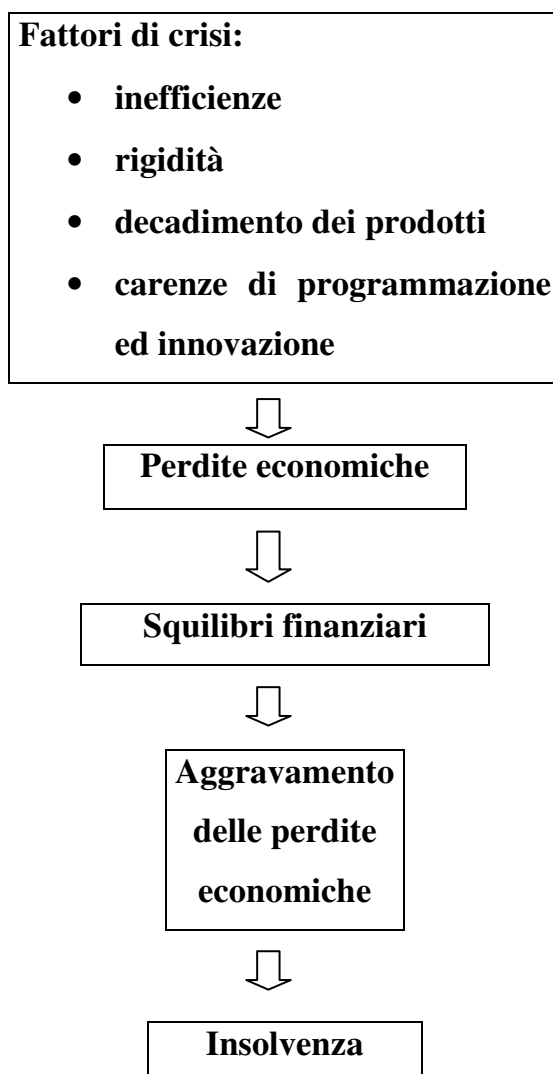 Fattori di crisi:
• inefficienze
• rigidità
• decadimento dei prodotti
• carenze di programmazione
ed innovazione
Perdite economiche
Squilibri finanziari
Aggravamento
delle perdite
economiche
Insolvenza